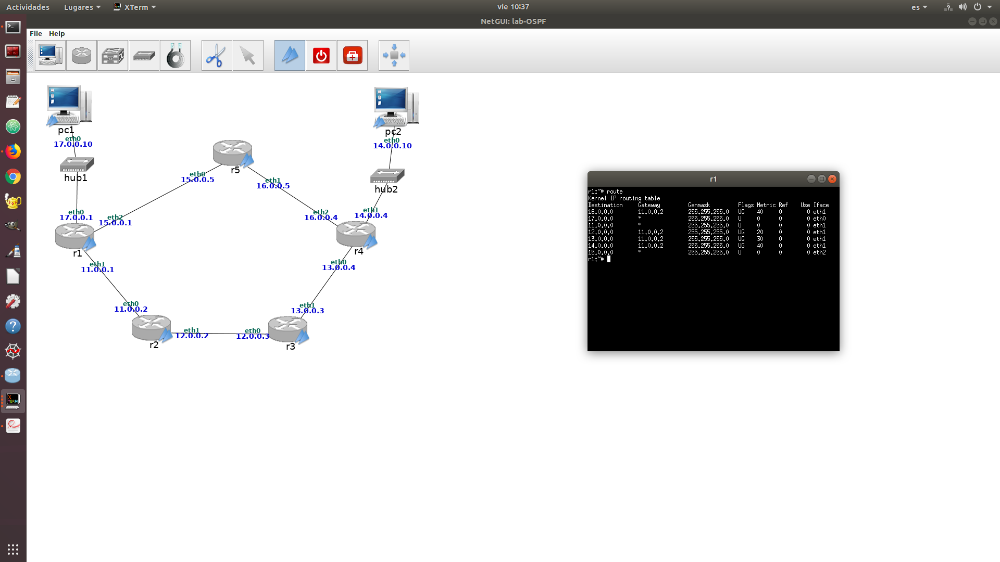 Actividades Lugares XTerm vie 10:37 es
NetGUI: lab-OSPF
File Help
pc1
eth0
17.0.0.10
hub1
eth0
17.0.0.1
eth2
15.0.0.1
r1
eth1
11.0.0.1
eth0
11.0.0.2
r2
eth1
12.0.0.2
eth0
12.0.0.3
r3
eth1
13.0.0.3
eth0
13.0.0.4
r4
eth2
16.0.0.4
eth1
14.0.0.4
r5
eth0
15.0.0.5
eth1
16.0.0.5
pc2
eth0
14.0.0.10
hub2
r1
r1:~# route
Kernel IP routing table
Destination Gateway Genmask Flags Metric Ref Use Iface
16.0.0.0 11.0.0.2 255.255.255.0 UG 40 0 0 eth1
17.0.0.0 * 255.255.255.0 U 0 0 0 eth0
11.0.0.0 * 255.255.255.0 U 0 0 0 eth1
12.0.0.0 11.0.0.2 255.255.255.0 UG 20 0 0 eth1
13.0.0.0 11.0.0.2 255.255.255.0 UG 30 0 0 eth1
14.0.0.0 11.0.0.2 255.255.255.0 UG 40 0 0 eth1
15.0.0.0 * 255.255.255.0 U 0 0 0 eth2
r1:~#
X
TERM